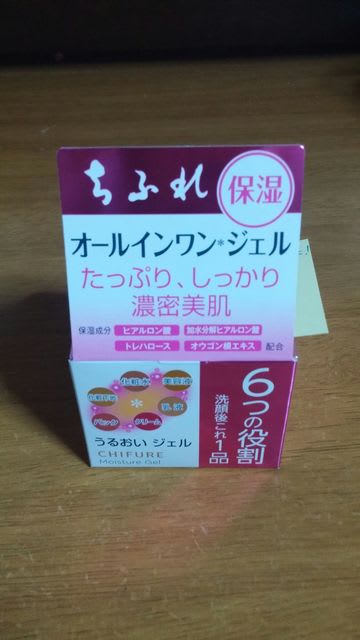 ちふれ
保湿
オールインワン*ジェル
たっぷり、しっかり
濃密美肌
保湿成分 ヒアルロン酸 加水分解ヒアルロン酸
トレハロース オウゴン根エキス 配合
化粧水 美容液
化粧下地 乳液
パック クリーム
うるおい ジェル
CHIFURE
Moisture Gel
6つの役割
洗顔後これ1品